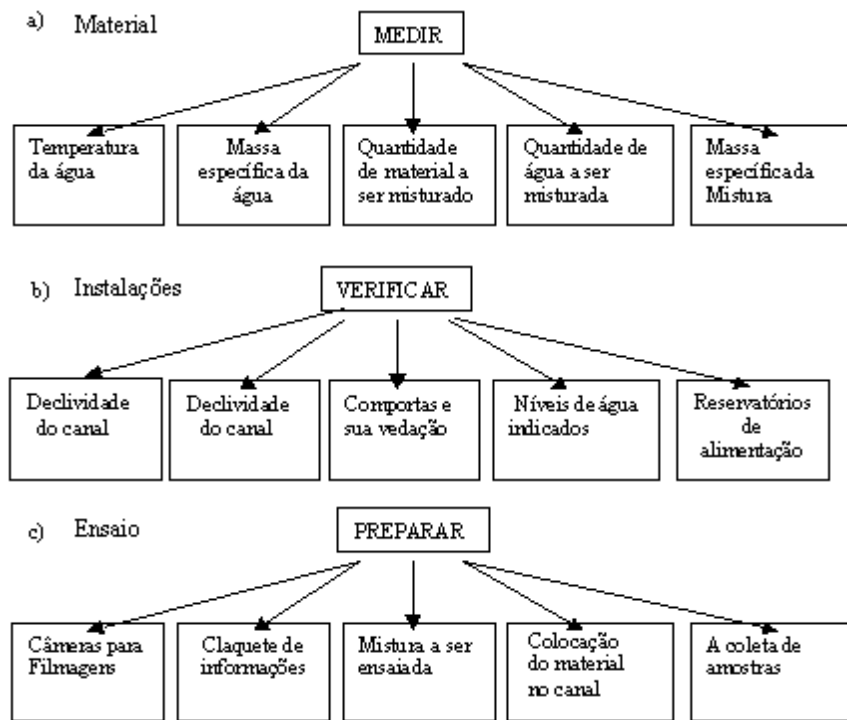 a) Material
MEDIR
Temperatura
da água
Massa
específica da
água
Quantidade
de material a
ser misturado
Quantidade de
água a ser
misturada
Massa
específica da
Mistura
b) Instalações
VERIFICAR
Declividade
do canal
Declividade
do canal
Comportas e
sua vedação
Níveis de água
indicados
Reservatórios
de
alimentação
c) Ensaio
PREPARAR
Câmeras para
Filmagens
Claquete de
informações
Mistura a ser
ensaiada
Colocação
do material
no canal
A coleta de
amostras